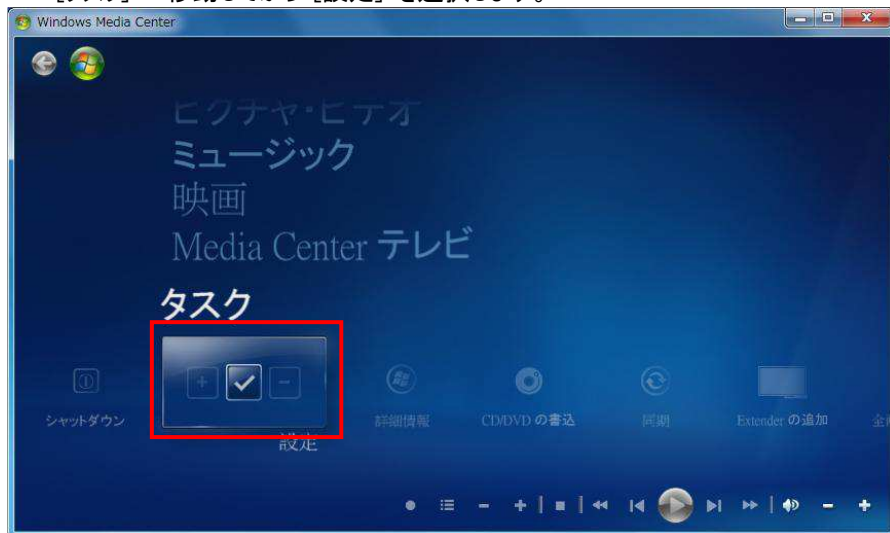 Windows Media Center
ピクチャ・ビデオ
ミュージック
映画
Media Center テレビ
タスク
シャットダウン
設定
詳細情報
CD/DVD の書込
同期
Extender の追加